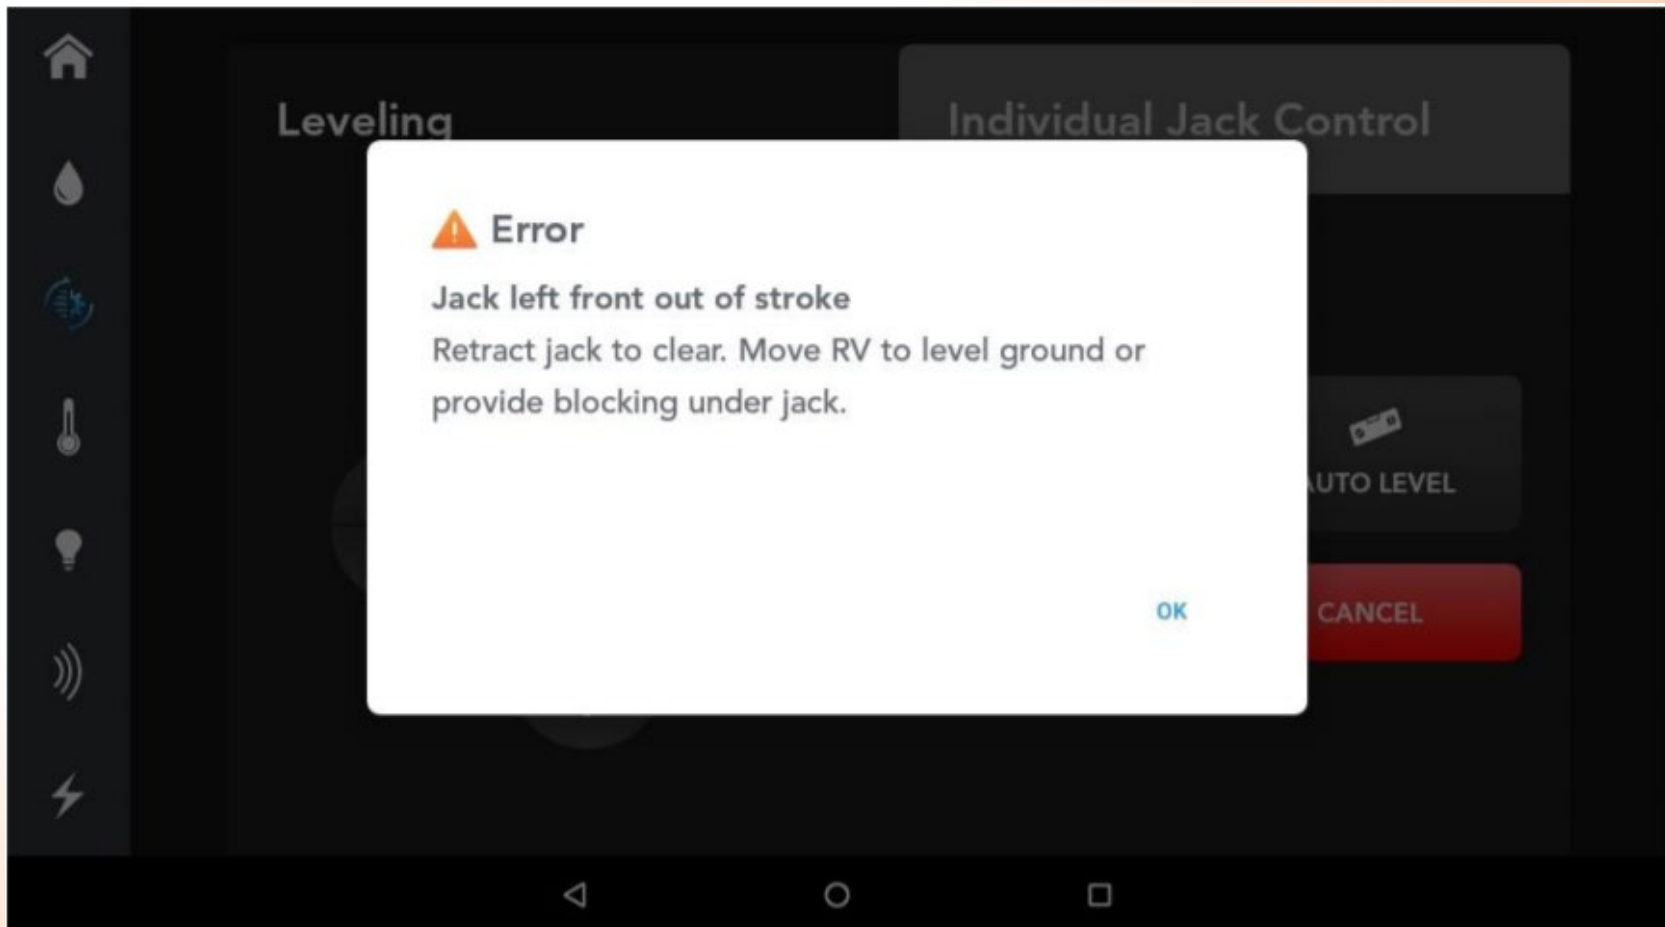 Leveling
Individual Jack Control
Error
Jack left front out of stroke
Retract jack to clear. Move RV to level ground or
provide blocking under jack.
OK
UTO LEVEL
CANCEL